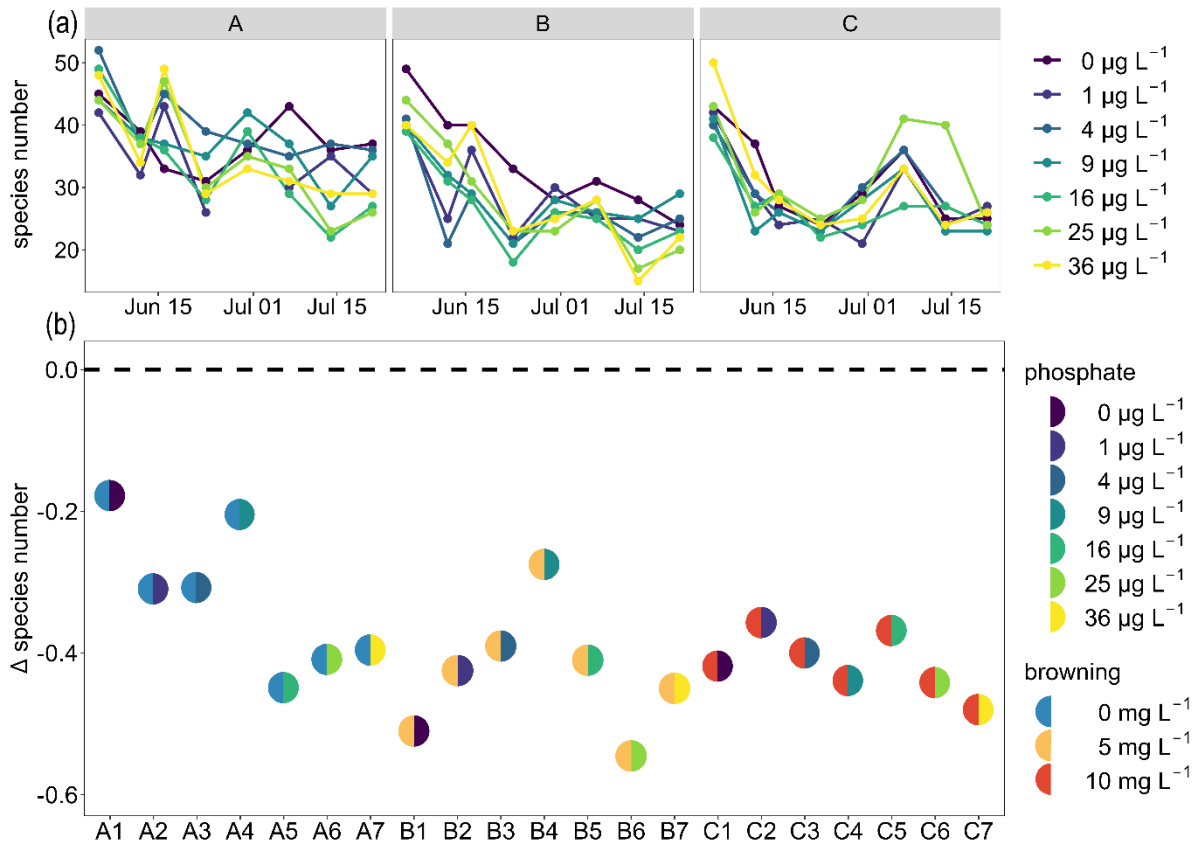 (a)
A
B
C
50
40
30
20
species number
Jun 15
Jul 01
Jul 15
Jun 15
Jul 01
Jul 15
Jun 15
Jul 01
Jul 15
0 µg L⁻¹
1 µg L⁻¹
4 µg L⁻¹
9 µg L⁻¹
16 µg L⁻¹
25 µg L⁻¹
36 µg L⁻¹
(b)
0.0
-0.2
-0.4
-0.6
Δ species number
A1 A2 A3 A4 A5 A6 A7 B1 B2 B3 B4 B5 B6 B7 C1 C2 C3 C4 C5 C6 C7
phosphate
0 µg L⁻¹
1 µg L⁻¹
4 µg L⁻¹
9 µg L⁻¹
16 µg L⁻¹
25 µg L⁻¹
36 µg L⁻¹
browning
0 mg L⁻¹
5 mg L⁻¹
10 mg L⁻¹